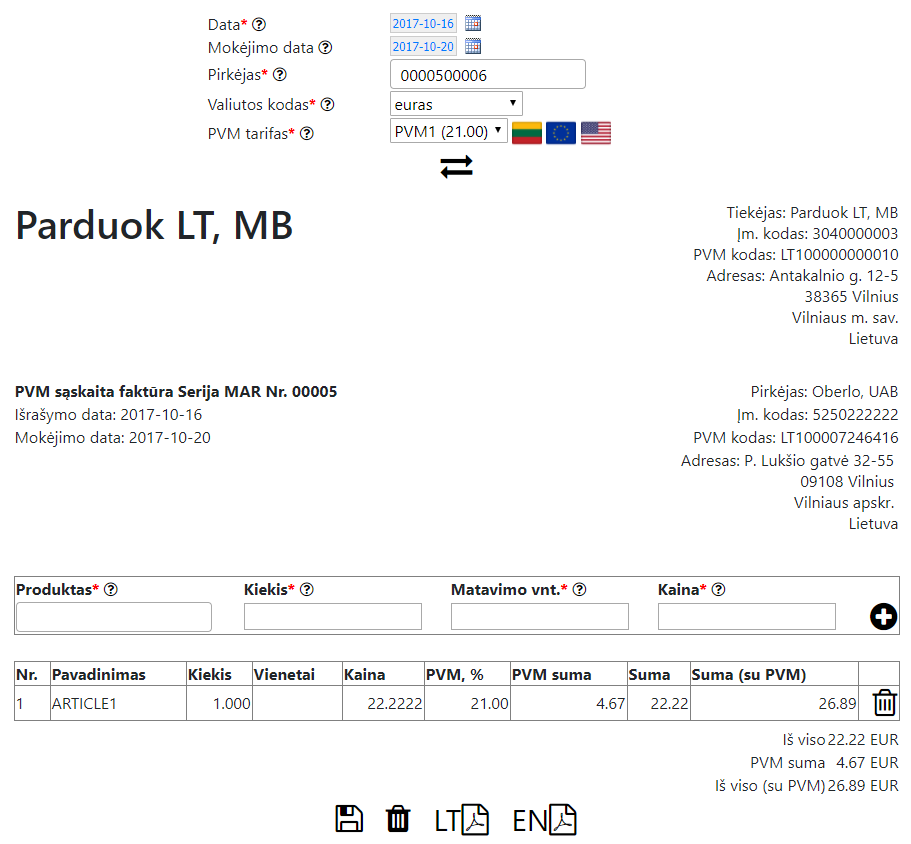 Data* ?
2017-10-16
Mokėjimo data ?
2017-10-20
Pirkėjas* ?
0000500006
Valiutos kodas* ?
euras
PVM tarifas* ?
PVM1 (21.00)
Parduok LT, MB
Tiekėjas: Parduok LT, MB
Įm. kodas: 3040000003
PVM kodas: LT100000000010
Adresas: Antakalnio g. 12-5
38365 Vilnius
Vilniaus m. sav.
Lietuva
PVM sąskaita faktūra Serija MAR Nr. 00005
Išrašymo data: 2017-10-16
Mokėjimo data: 2017-10-20
Pirkėjas: Oberlo, UAB
Įm. kodas: 5250222222
PVM kodas: LT100007246416
Adresas: P. Lukšio gatvė 32-55
09108 Vilnius
Vilniaus apskr.
Lietuva
Produktas* ? Kiekis* ? Matavimo vnt.* ? Kaina* ?
Nr. Pavadinimas Kiekis Vienetai Kaina PVM, % PVM suma Suma Suma (su PVM)
1 ARTICLE1 1.000 22.2222 21.00 4.67 22.22 26.89
Iš viso 22.22 EUR
PVM suma 4.67 EUR
Iš viso (su PVM) 26.89 EUR
LT EN